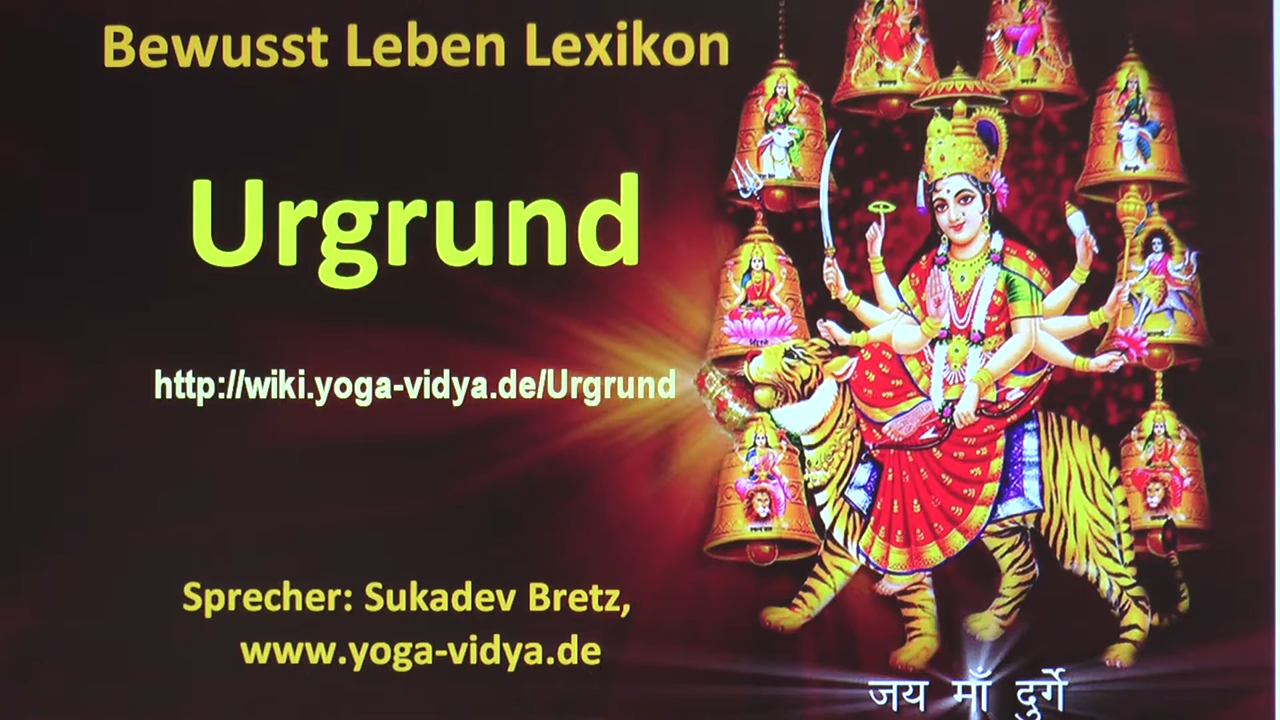 Bewusst Leben Lexikon
Urgrund
http://wiki.yoga-vidya.de/Urgrund
Sprecher: Sukadev Bretz,
www.yoga-vidya.de
जय माँ दुर्गे